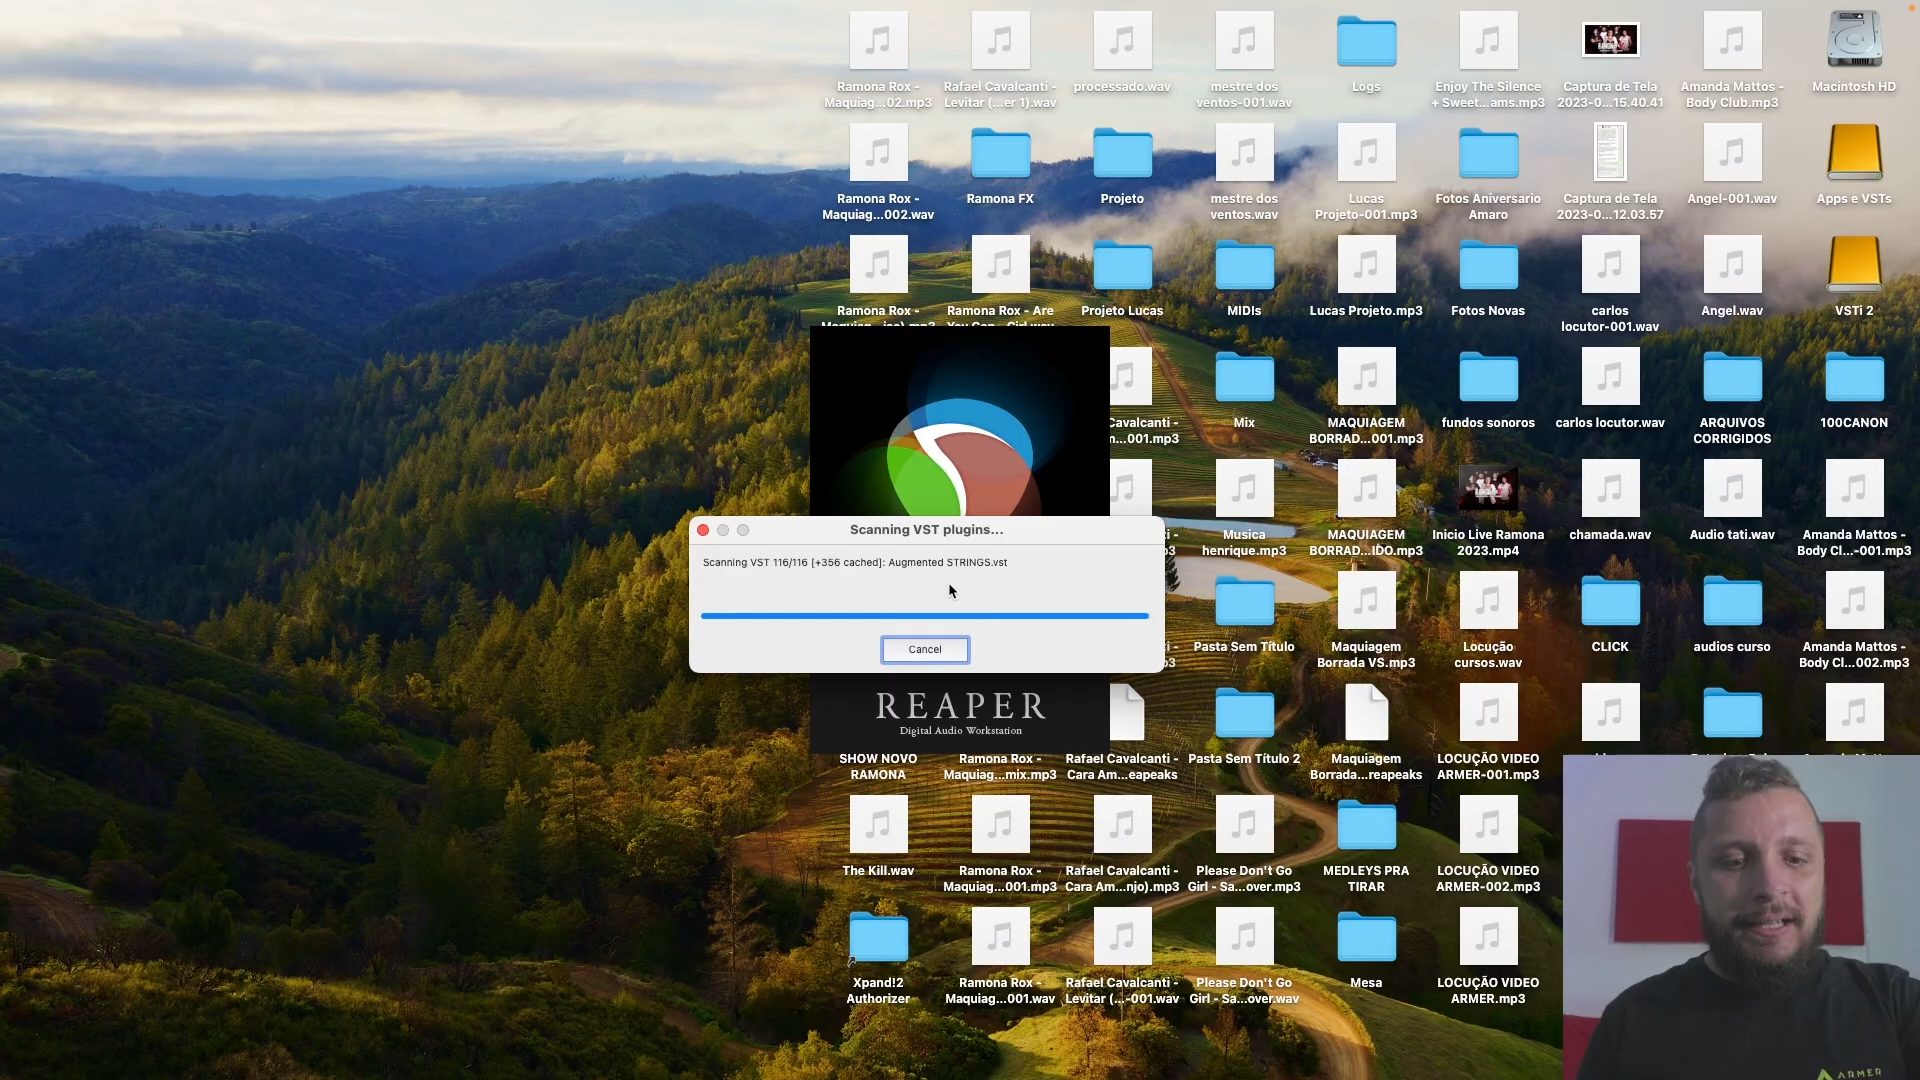 Ramona Rox -
Maquiag...02.mp3
Rafael Cavalcanti -
Levitar (...er 1).wav
processado.wav
mestre dos
ventos-001.wav
Logs
Enjoy The Silence
+ Sweet...ams.mp3
Captura de Tela
2023-0...15.40.41
Amanda Mattos -
Body Club.mp3
Macintosh HD
Ramona Rox -
Maquiag...002.wav
Ramona FX
Projeto
mestre dos
ventos.wav
Lucas
Projeto-001.mp3
Fotos Aniversario
Amaro
Captura de Tela
2023-0...12.03.57
Angel-001.wav
Apps e VSTs
Ramona Rox -
Ramona Rox - Are
Projeto Lucas
MIDIs
Lucas Projeto.mp3
Fotos Novas
carlos
locutor-001.wav
Angel.wav
VSTi 2
Cavalcanti -
n...001.mp3
Mix
MAQUIAGEM
BORRAD...001.mp3
fundos sonoros
carlos locutor.wav
ARQUIVOS
CORRIGIDOS
100CANON
Scanning VST plugins...
Scanning VST 116/116 [+356 cached]: Augmented STRINGS.vst
Cancel
Musica
henrique.mp3
MAQUIAGEM
BORRAD...IDO.mp3
Inicio Live Ramona
2023.mp4
chamada.wav
Audio tati.wav
Amanda Mattos -
Body Cl...-001.mp3
Pasta Sem Título
Maquiagem
Borrada VS.mp3
Locução
cursos.wav
CLICK
audios curso
Amanda Mattos -
Body Cl...002.mp3
REAPER
Digital Audio Workstation
SHOW NOVO
RAMONA
Ramona Rox -
Maquiag...mix.mp3
Rafael Cavalcanti -
Cara Am...eapeaks
Pasta Sem Título 2
Maquiagem
Borrada...reapeaks
LOCUÇÃO VIDEO
ARMER-001.mp3
The Kill.wav
Ramona Rox -
Maquiag...001.mp3
Rafael Cavalcanti -
Cara Am...njo).mp3
Please Don't Go
Girl - Sa...over.mp3
MEDLEYS PRA
TIRAR
LOCUÇÃO VIDEO
ARMER-002.mp3
Xpand!2
Authorizer
Ramona Rox -
Maquiag...001.wav
Rafael Cavalcanti -
Levitar (...-001.wav
Please Don't Go
Girl - Sa...over.wav
Mesa
LOCUÇÃO VIDEO
ARMER.mp3
ARMER